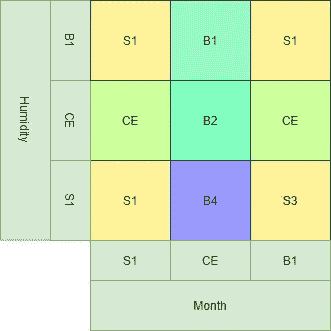 B1 S1 B1 S1
Humidity CE CE B2 CE
S1 S1 B4 S3
S1 CE B1
Month